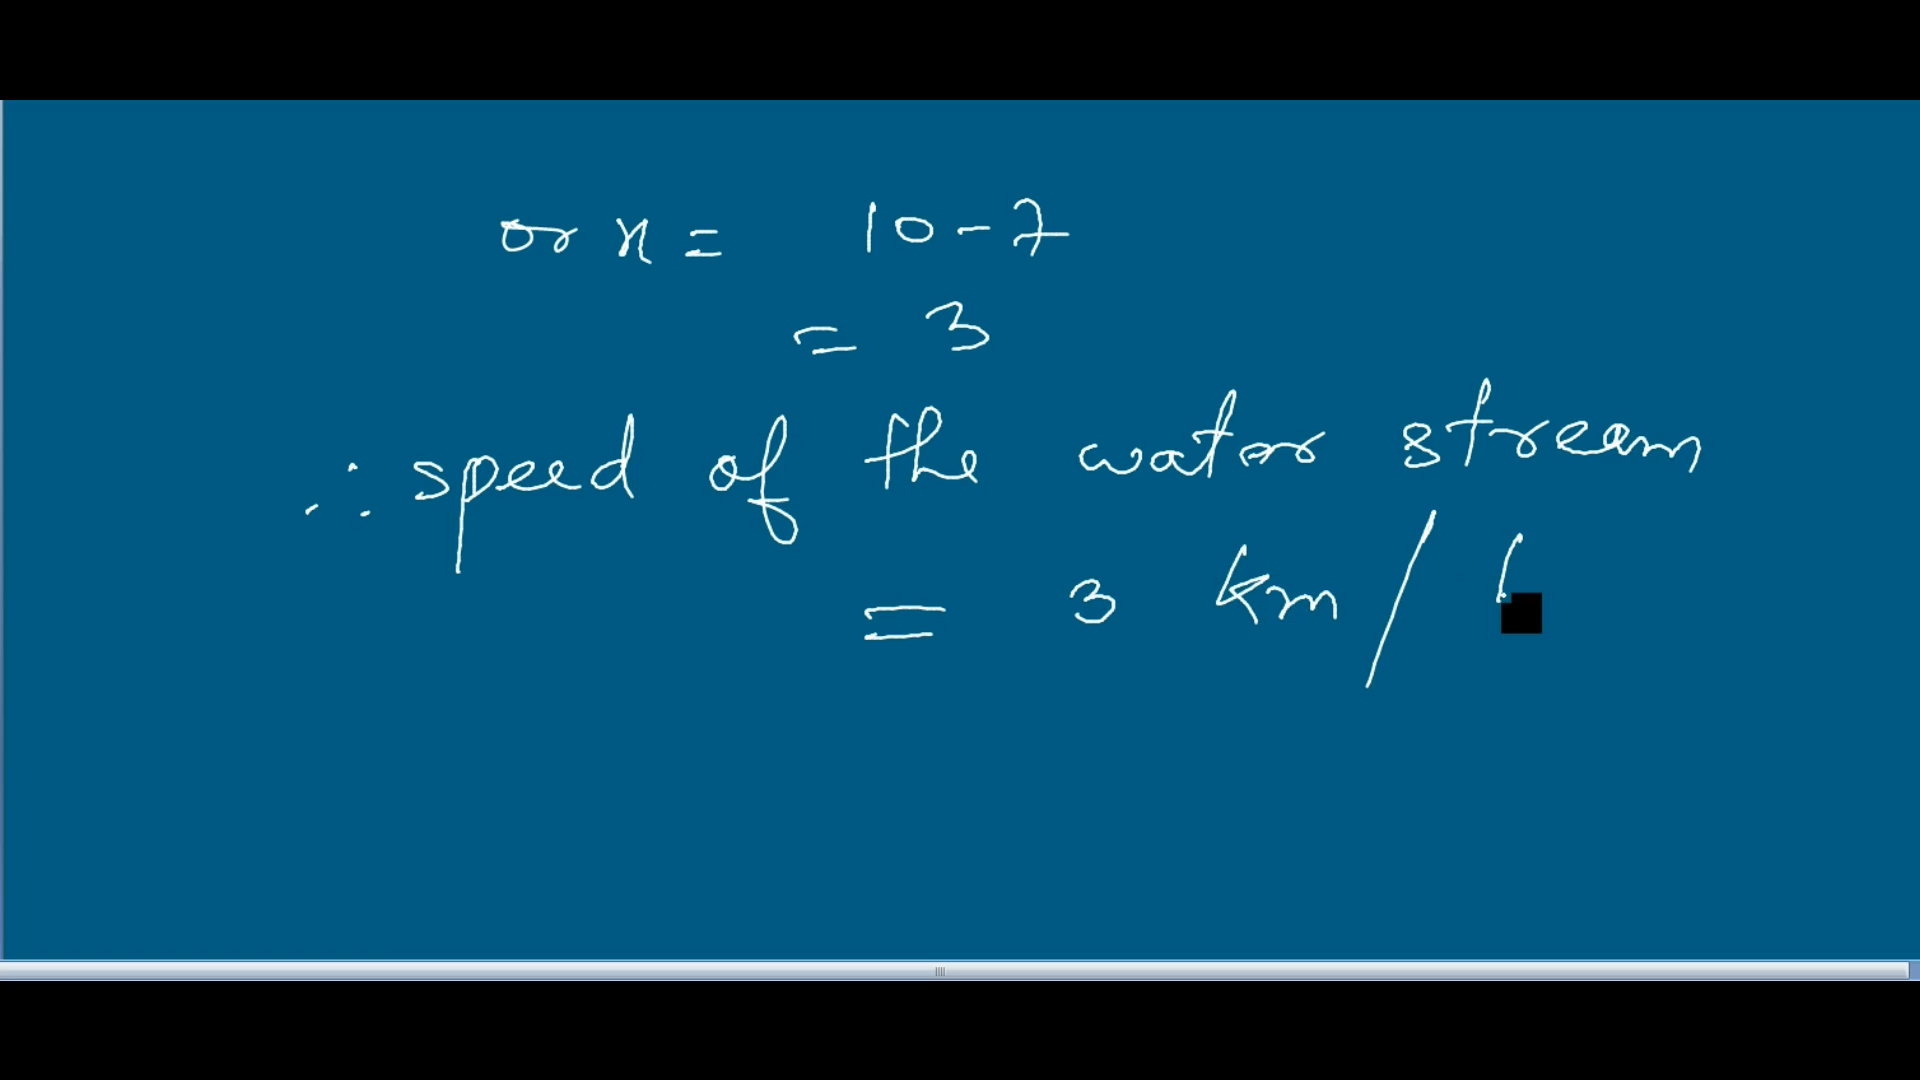 or x = 10 - 7
= 3
∴ speed of the water stream
= 3 km/